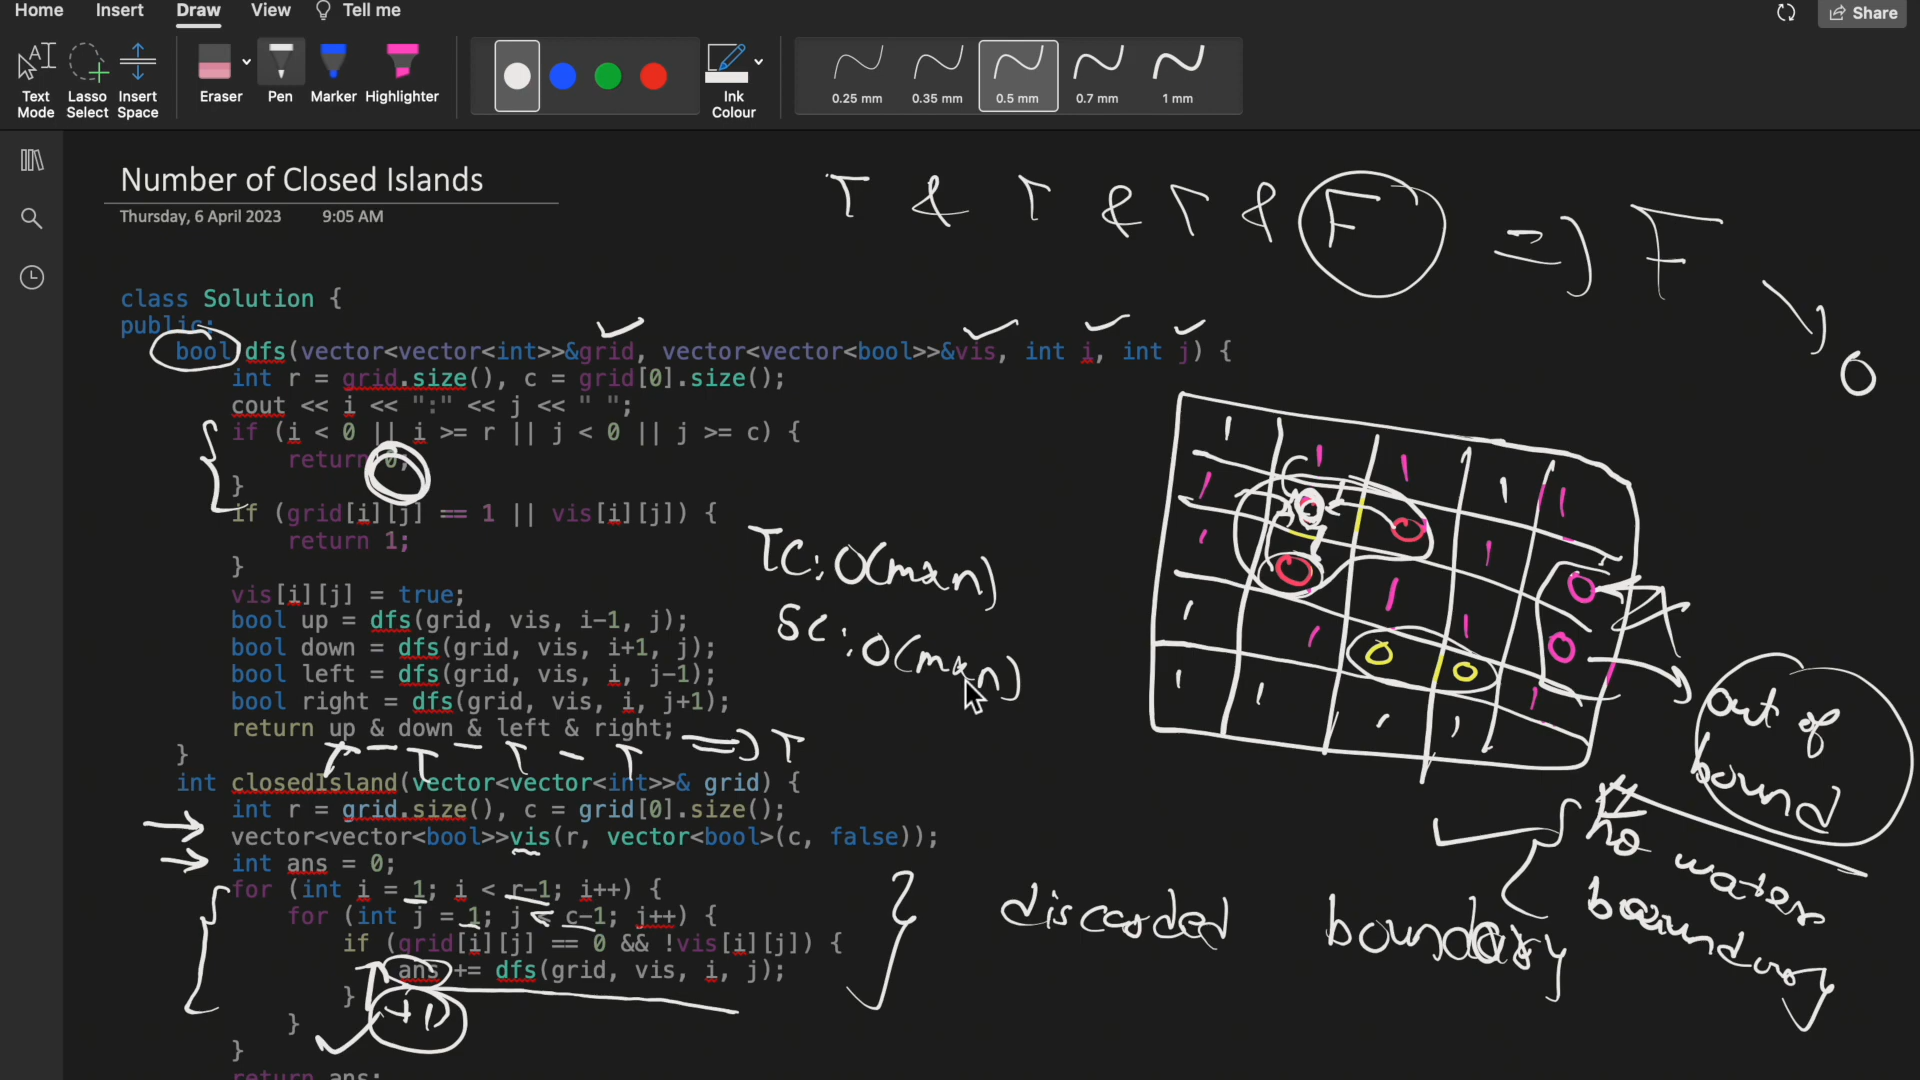 Home Insert Draw View Tell me Share
Text Mode
Lasso Select
Insert Space
Eraser
Pen
Marker
Highlighter
Ink Colour
0.25 mm
0.35 mm
0.5 mm
0.7 mm
1 mm
Number of Closed Islands
Thursday, 6 April 2023 9:05 AM
T & T & T & F => F
0
class Solution {
public:
bool dfs(vector<vector<int>>&grid, vector<vector<bool>>&vis, int i, int j) {
int r = grid.size(), c = grid[0].size();
cout << i << ":" << j << " ";
if (i < 0 || i >= r || j < 0 || j >= c) {
return 0;
}
if (grid[i][j] == 1 || vis[i][j]) {
return 1;
}
vis[i][j] = true;
bool up = dfs(grid, vis, i-1, j);
bool down = dfs(grid, vis, i+1, j);
bool left = dfs(grid, vis, i, j-1);
bool right = dfs(grid, vis, i, j+1);
return up & down & left & right;
T - T - T - T => T
}
int closedIsland(vector<vector<int>>& grid) {
int r = grid.size(), c = grid[0].size();
vector<vector<bool>>vis(r, vector<bool>(c, false));
int ans = 0;
for (int i = 1; i < r-1; i++) {
for (int j = 1; j < c-1; j++) {
if (grid[i][j] == 0 && !vis[i][j]) {
ans += dfs(grid, vis, i, j);
}
+1
}
}
return ans;
TC: O(mxn)
SC: O(mxn)
out of
bound
no water
boundary
discarded boundary